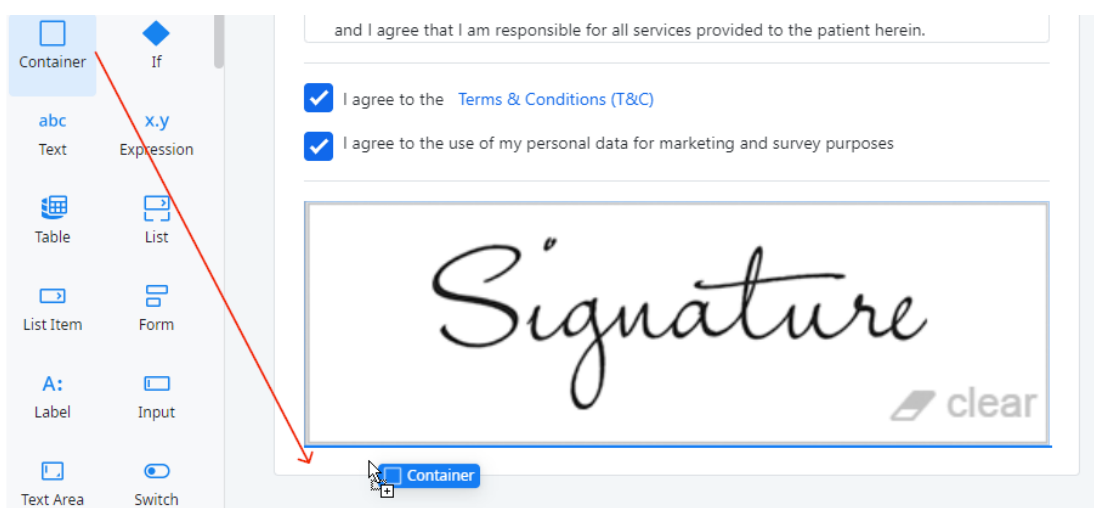 Container
If
abc
x.y
Text
Expression
Table
List
List Item
Form
A:
Label
Input
Text Area
Switch
and I agree that I am responsible for all services provided to the patient herein.
I agree to the Terms & Conditions (T&C)
I agree to the use of my personal data for marketing and survey purposes
Signature
clear
Container